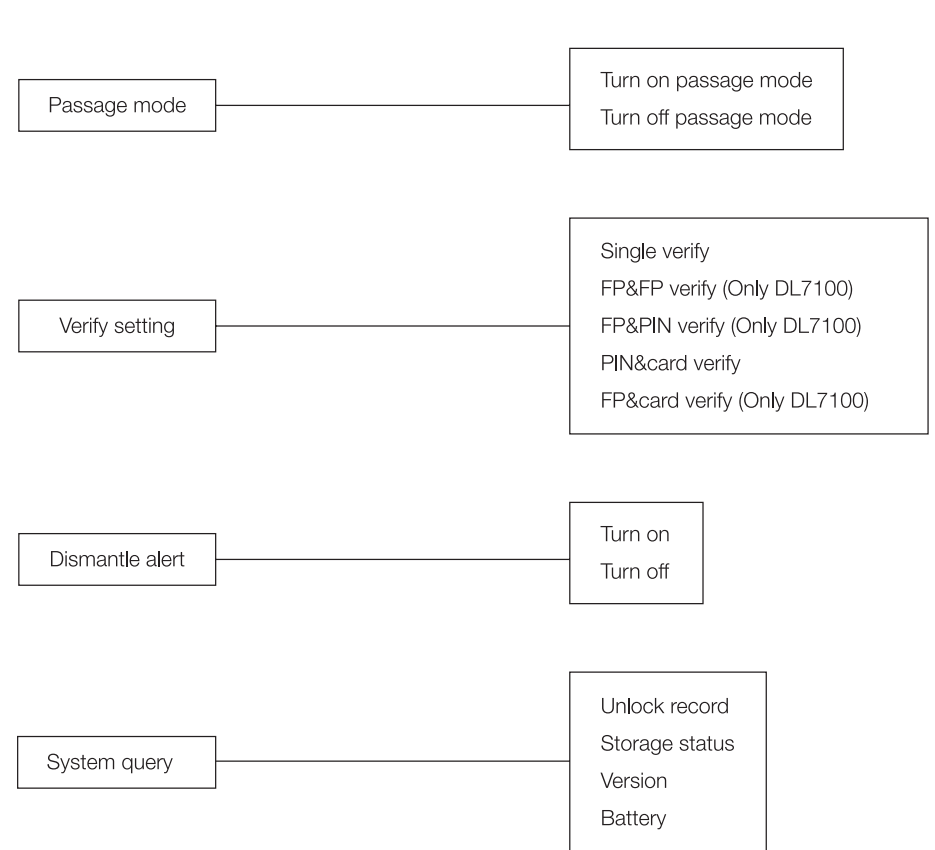 Passage mode
Turn on passage mode
Turn off passage mode
Verify setting
Single verify
FP&FP verify (Only DL7100)
FP&PIN verify (Only DL7100)
PIN&card verify
FP&card verify (Only DL7100)
Dismantle alert
Turn on
Turn off
System query
Unlock record
Storage status
Version
Battery